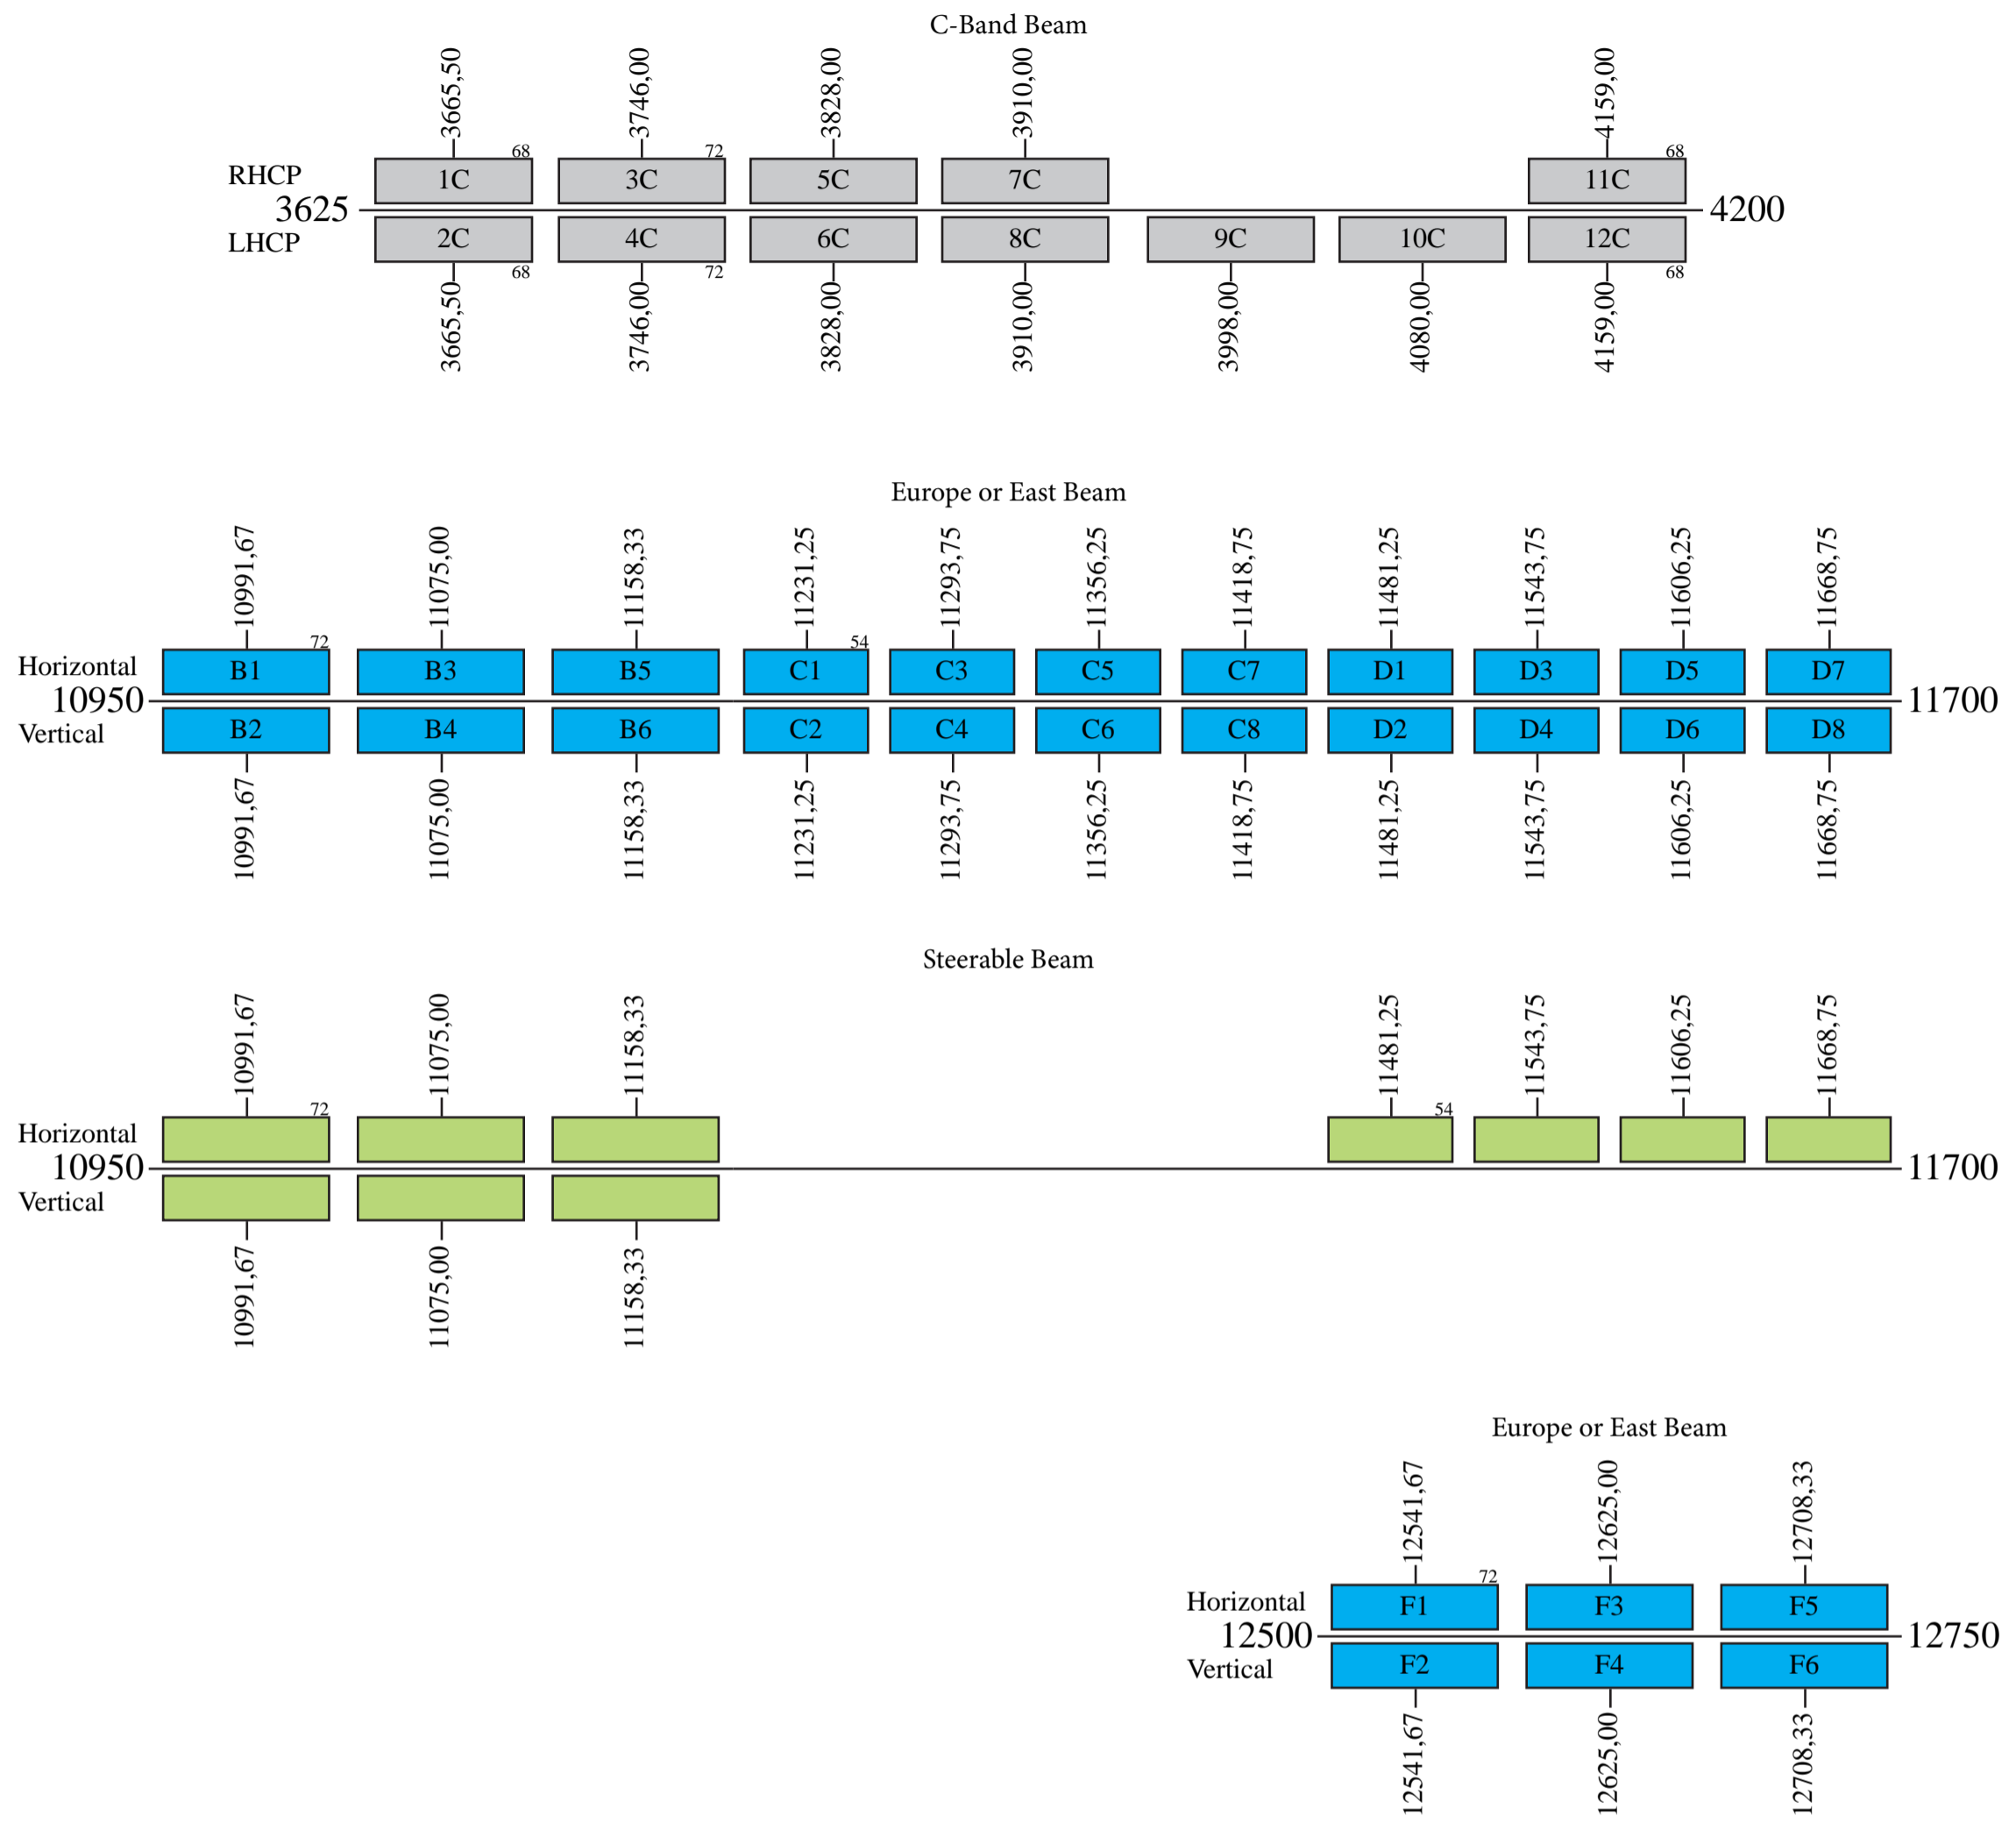 C-Band Beam
3665,50 3746,00 3828,00 3910,00 4159,00
68 72 68
RHCP 1C 3C 5C 7C 11C
3625 4200
LHCP 2C 4C 6C 8C 9C 10C 12C
68 72 68
3665,50 3746,00 3828,00 3910,00 3998,00 4080,00 4159,00
Europe or East Beam
10991,67 11075,00 11158,33 11231,25 11293,75 11356,25 11418,75 11481,25 11543,75 11606,25 11668,75
72 54
Horizontal B1 B3 B5 C1 C3 C5 C7 D1 D3 D5 D7
10950 11700
Vertical B2 B4 B6 C2 C4 C6 C8 D2 D4 D6 D8
10991,67 11075,00 11158,33 11231,25 11293,75 11356,25 11418,75 11481,25 11543,75 11606,25 11668,75
Steerable Beam
10991,67 11075,00 11158,33 11481,25 11543,75 11606,25 11668,75
72 54
Horizontal
10950 11700
Vertical
10991,67 11075,00 11158,33
Europe or East Beam
12541,67 12625,00 12708,33
72
Horizontal F1 F3 F5
12500 12750
Vertical F2 F4 F6
12541,67 12625,00 12708,33